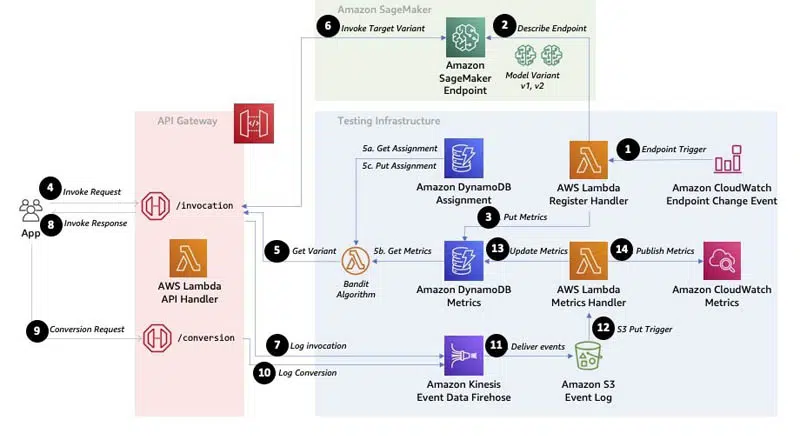 Amazon SageMaker
6
Invoke Target Variant
2
Describe Endpoint
Amazon
SageMaker
Endpoint
Model Variant
v1, v2
API Gateway
Testing Infrastructure
5a. Get Assignment
5c. Put Assignment
1
Endpoint Trigger
4
Invoke Request
Amazon DynamoDB
Assignment
AWS Lambda
Register Handler
Amazon CloudWatch
Endpoint Change Event
/invocation
App
8
Invoke Response
3
Put Metrics
5
Get Variant
5b. Get Metrics
13
Update Metrics
14
Publish Metrics
AWS Lambda
API Handler
Bandit
Algorithm
Amazon DynamoDB
Metrics
AWS Lambda
Metrics Handler
Amazon CloudWatch
Metrics
9
Conversion Request
/conversion
7
Log invocation
11
Deliver events
12
S3 Put Trigger
10
Log Conversion
Amazon Kinesis
Event Data Firehose
Amazon S3
Event Log